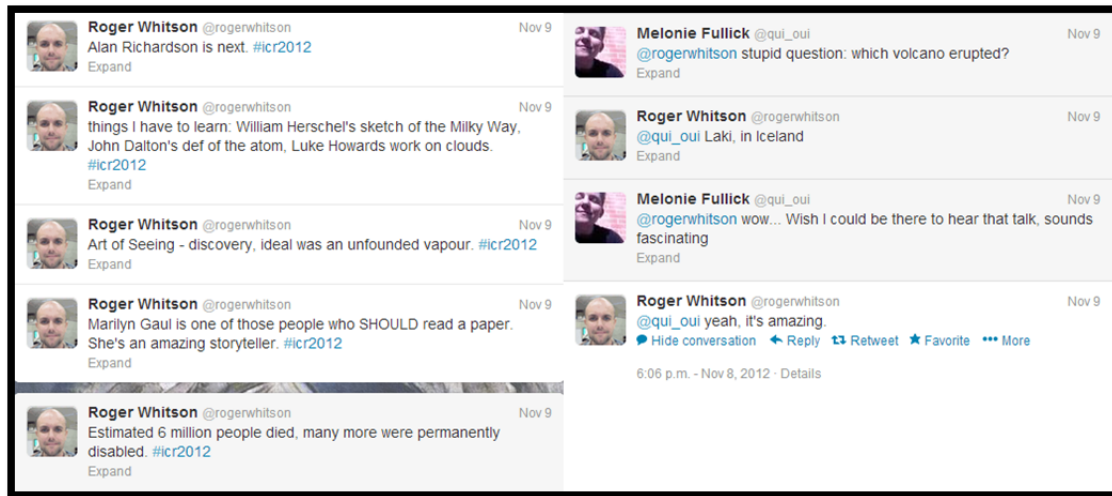 Roger Whitson @rogerwhitson Nov 9
Alan Richardson is next. #icr2012
Expand
Roger Whitson @rogerwhitson Nov 9
things I have to learn: William Herschel's sketch of the Milky Way,
John Dalton's def of the atom, Luke Howards work on clouds.
#icr2012
Expand
Roger Whitson @rogerwhitson Nov 9
Art of Seeing - discovery, ideal was an unfounded vapour. #icr2012
Expand
Roger Whitson @rogerwhitson Nov 9
Marilyn Gaul is one of those people who SHOULD read a paper.
She's an amazing storyteller. #icr2012
Expand
Roger Whitson @rogerwhitson Nov 9
Estimated 6 million people died, many more were permanently
disabled. #icr2012
Expand
Melonie Fullick @qui_oui Nov 9
@rogerwhitson stupid question: which volcano erupted?
Expand
Roger Whitson @rogerwhitson Nov 9
@qui_oui Laki, in Iceland
Expand
Melonie Fullick @qui_oui Nov 9
@rogerwhitson wow... Wish I could be there to hear that talk, sounds
fascinating
Expand
Roger Whitson @rogerwhitson Nov 9
@qui_oui yeah, it's amazing.
Hide conversation Reply Retweet Favorite More
6:06 p.m. - Nov 8, 2012 · Details